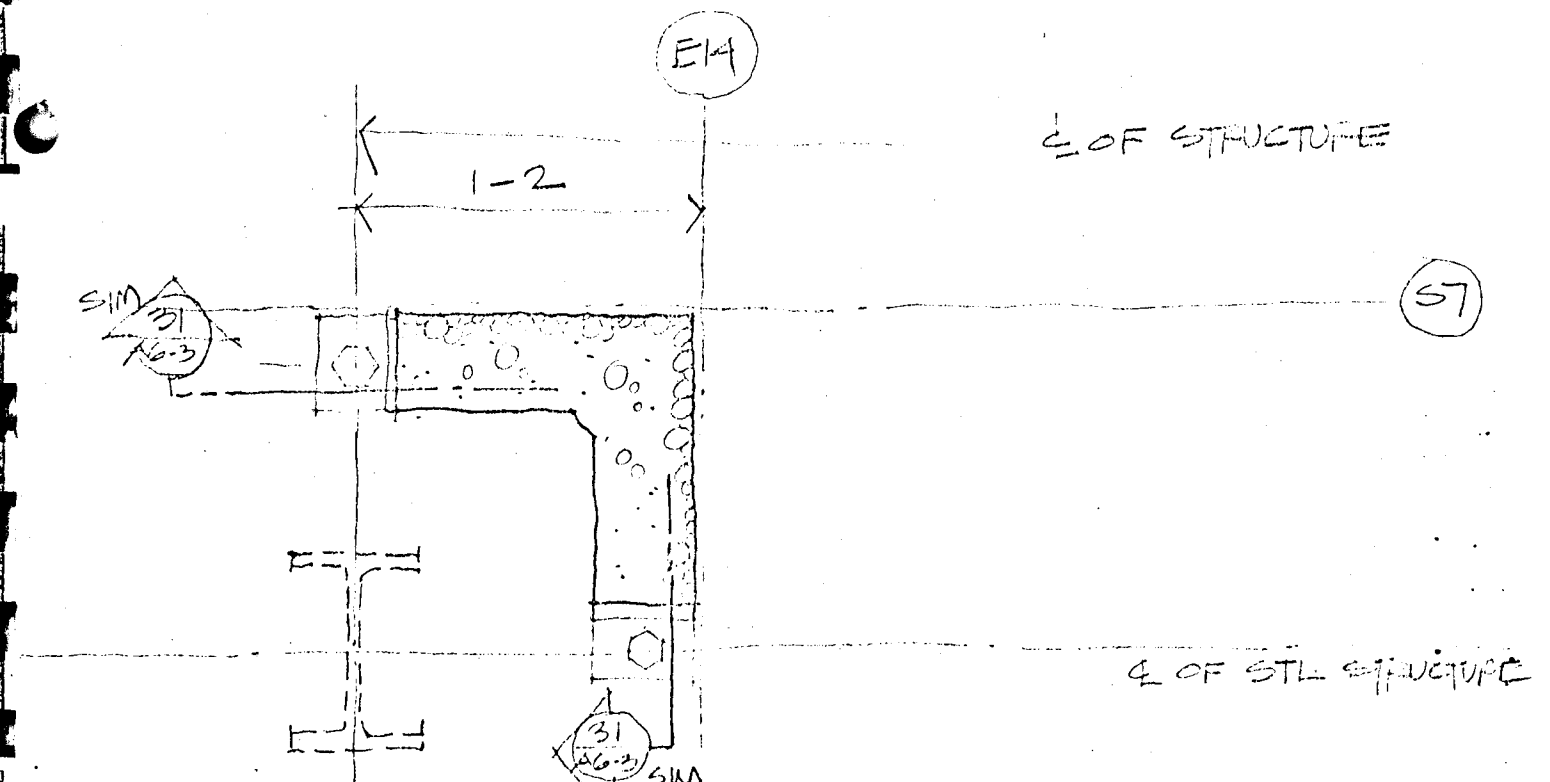 E14
℄ OF STRUCTURE
1-2
SIM
31
A6-3
S7
℄ OF STL STRUCTURE
31
A6-3
SIM